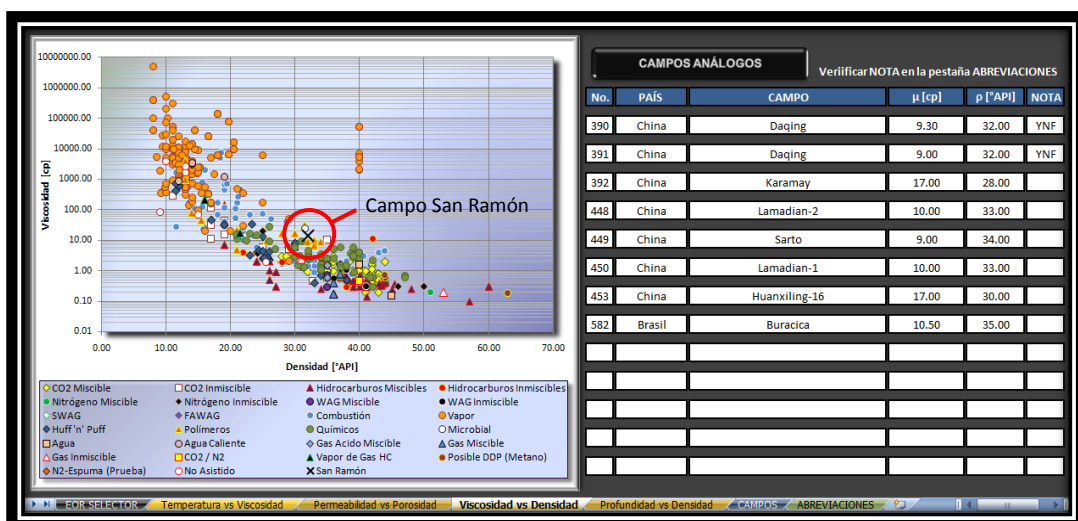 10000000.00
1000000.00
100000.00
10000.00
1000.00
100.00
10.00
1.00
0.10
0.01
Viscosidad [cp]
Campo San Ramón
0.00 10.00 20.00 30.00 40.00 50.00 60.00 70.00
Densidad [°API]
CO2 Miscible CO2 Inmiscible Hidrocarburos Miscibles Hidrocarburos Inmiscibles
Nitrógeno Miscible Nitrógeno Inmiscible WAG Miscible WAG Inmiscible
SWAG FAWAG Combustión Vapor
Huff'n' Puff Polímeros Químicos Microbial
Agua Agua Caliente Gas Acido Miscible Gas Miscible
Gas Inmiscible CO2 / N2 Vapor de Gas HC Posible DDP (Metano)
N2-Espuma (Prueba) No Asistido San Ramón
CAMPOS ANÁLOGOS
Veriificar NOTA en la pestaña ABREVIACIONES
No. PAÍS CAMPO µ [cp] ρ [°API] NOTA
390 China Daqing 9.30 32.00 YNF
391 China Daqing 9.00 32.00 YNF
392 China Karamay 17.00 28.00
448 China Lamadian-2 10.00 33.00
449 China Sarto 9.00 34.00
450 China Lamadian-1 10.00 33.00
453 China Huanxiling-16 17.00 30.00
582 Brasil Buracica 10.50 35.00
EOR SELECTOR Temperatura vs Viscosidad Permeabilidad vs Porosidad Viscosidad vs Densidad Profundidad vs Densidad CAMPOS ABREVIACIONES